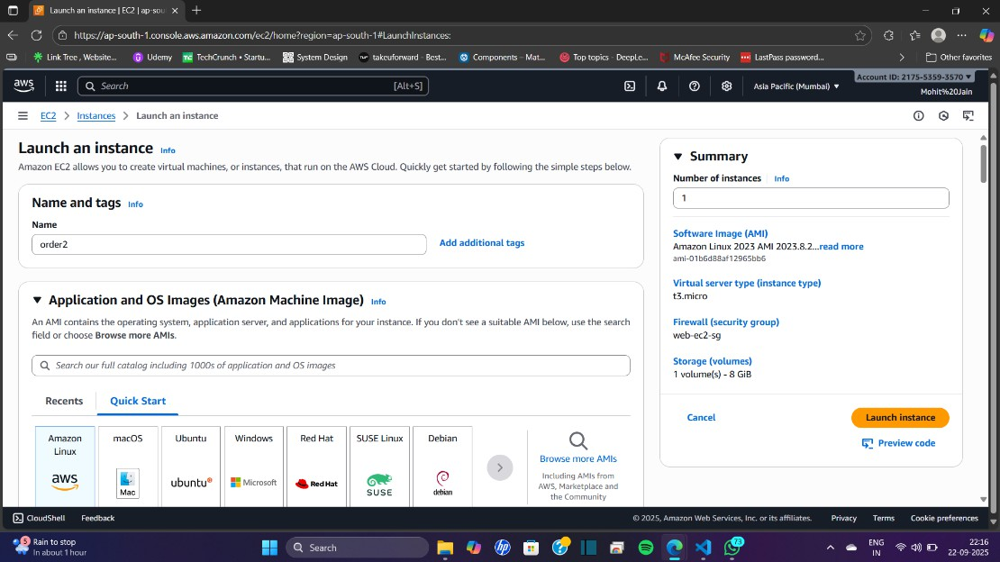 Launch an instance | EC2 | ap-sou
https://ap-south-1.console.aws.amazon.com/ec2/home?region=ap-south-1#LaunchInstances:
Link Tree , Website...
Udemy
TechCrunch • Startu...
System Design
takeuforward - Best...
Components – Mat...
Top topics - DeepLe...
McAfee Security
LastPass password...
Other favorites
aws
Search
[Alt+S]
Asia Pacific (Mumbai)
Account ID: 2175-5359-3570
Mohit%20Jain
EC2
Instances
Launch an instance
Launch an instance Info
Amazon EC2 allows you to create virtual machines, or instances, that run on the AWS Cloud. Quickly get started by following the simple steps below.
Name and tags Info
Name
order2
Add additional tags
Application and OS Images (Amazon Machine Image) Info
An AMI contains the operating system, application server, and applications for your instance. If you don't see a suitable AMI below, use the search
field or choose Browse more AMIs.
Search our full catalog including 1000s of application and OS images
Recents
Quick Start
Amazon
Linux
aws
macOS
Mac
Ubuntu
ubuntu
Windows
Microsoft
Red Hat
Red Hat
SUSE Linux
SUSE
Debian
debian
Browse more AMIs
Including AMIs from
AWS, Marketplace and
the Community
Summary
Number of instances Info
1
Software Image (AMI)
Amazon Linux 2023 AMI 2023.8.2...read more
ami-01b6d88af12965bb6
Virtual server type (instance type)
t3.micro
Firewall (security group)
web-ec2-sg
Storage (volumes)
1 volume(s) - 8 GiB
Cancel
Launch instance
Preview code
CloudShell
Feedback
© 2025, Amazon Web Services, Inc. or its affiliates.
Privacy
Terms
Cookie preferences
5
Rain to stop
In about 1 hour
Search
hp
73
ENG
IN
22:16
22-09-2025